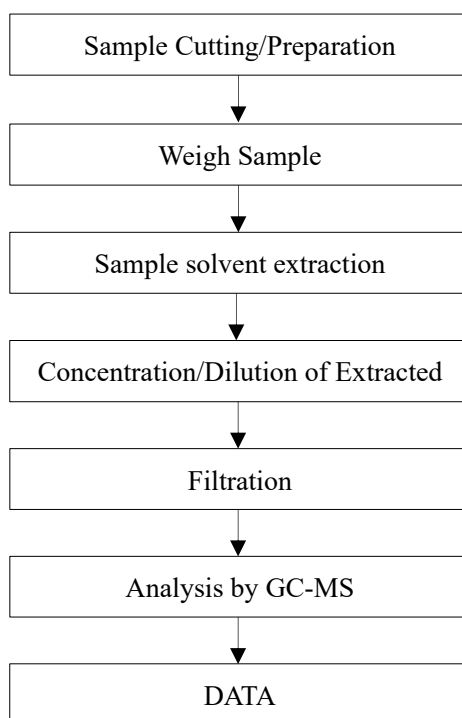 Sample Cutting/Preparation
Weigh Sample
Sample solvent extraction
Concentration/Dilution of Extracted
Filtration
Analysis by GC-MS
DATA